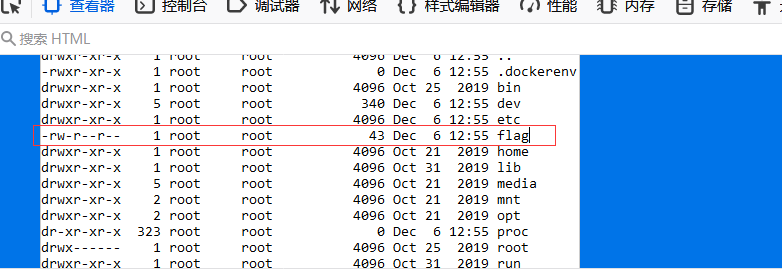 查看器 控制台 调试器 网络 样式编辑器 性能 内存 存储
搜索 HTML
drwxr-xr-x 1 root root 4096 Dec 6 12:55 ..
-rwxr-xr-x 1 root root 0 Dec 6 12:55 .dockerenv
drwxr-xr-x 1 root root 4096 Oct 25 2019 bin
drwxr-xr-x 5 root root 340 Dec 6 12:55 dev
drwxr-xr-x 1 root root 4096 Dec 6 12:55 etc
-rw-r--r-- 1 root root 43 Dec 6 12:55 flag
drwxr-xr-x 1 root root 4096 Oct 21 2019 home
drwxr-xr-x 1 root root 4096 Oct 31 2019 lib
drwxr-xr-x 5 root root 4096 Oct 21 2019 media
drwxr-xr-x 2 root root 4096 Oct 21 2019 mnt
drwxr-xr-x 2 root root 4096 Oct 21 2019 opt
dr-xr-xr-x 323 root root 0 Dec 6 12:55 proc
drwx------ 1 root root 4096 Oct 25 2019 root
drwxr-xr-x 1 root root 4096 Oct 31 2019 run